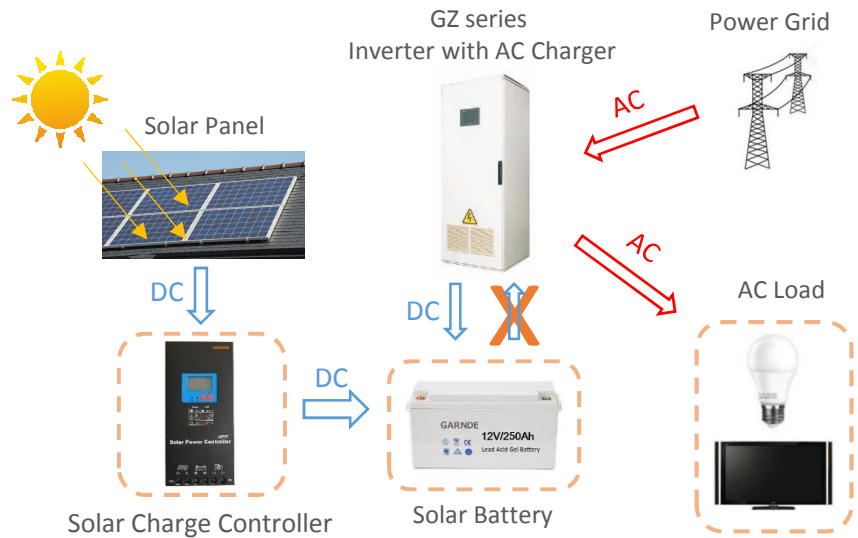 GZ series
Inverter with AC Charger
Power Grid
AC
Solar Panel
AC
DC
DC
AC Load
DC
MPPT
Solar Power Controller
GARNDE
12V/250Ah
Lead Acid Gel Battery
Solar Charge Controller
Solar Battery